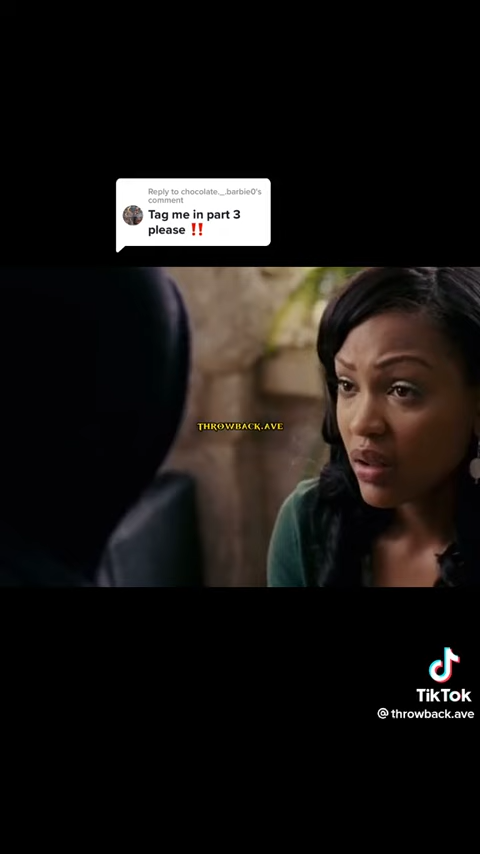 Reply to chocolate._.barbie0's
comment
Tag me in part 3
please ‼️
THROWBACK.AVE
TikTok
@throwback.ave